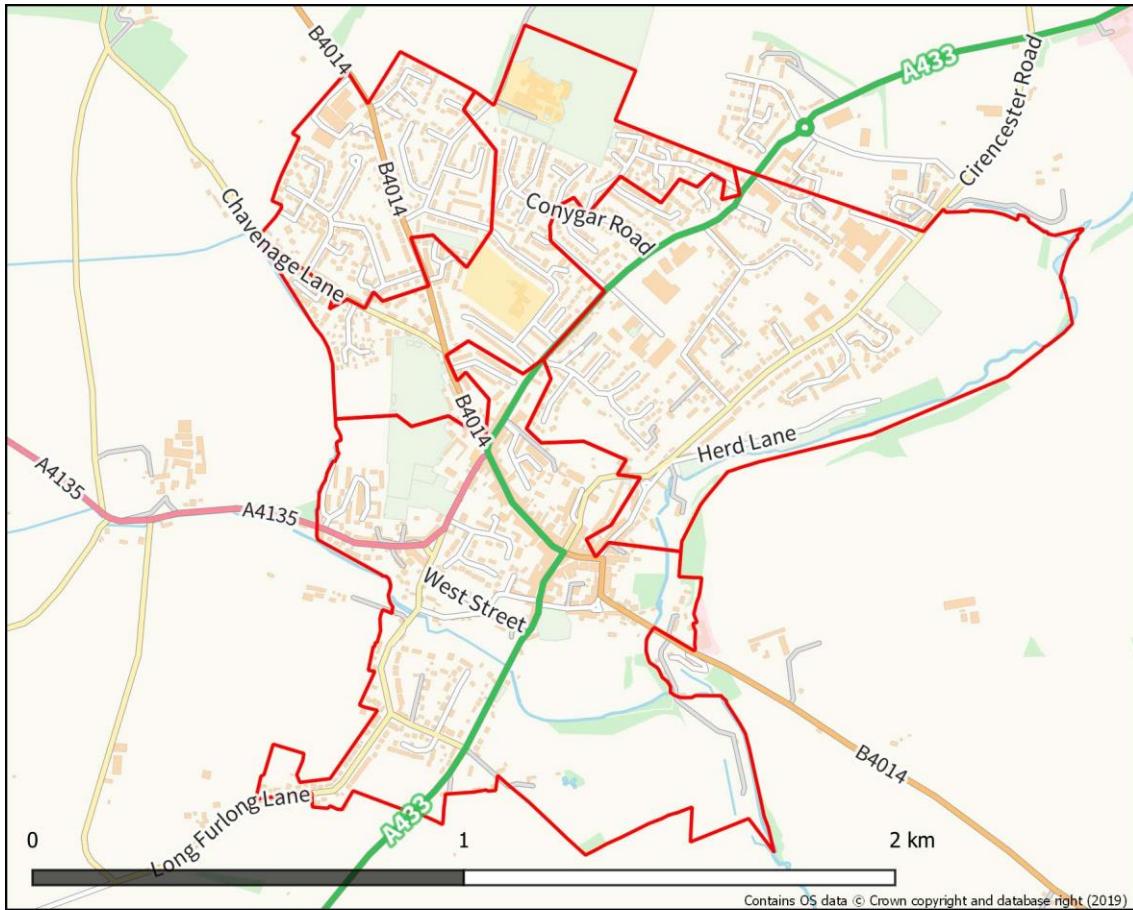 B4014
A433
Cirencester Road
B4014
Chavenage Lane
Conygar Road
B4014
Herd Lane
A4135
A4135
West Street
B4014
Long Furlong Lane
A433
0
1
2 km
Contains OS data © Crown copyright and database right (2019)